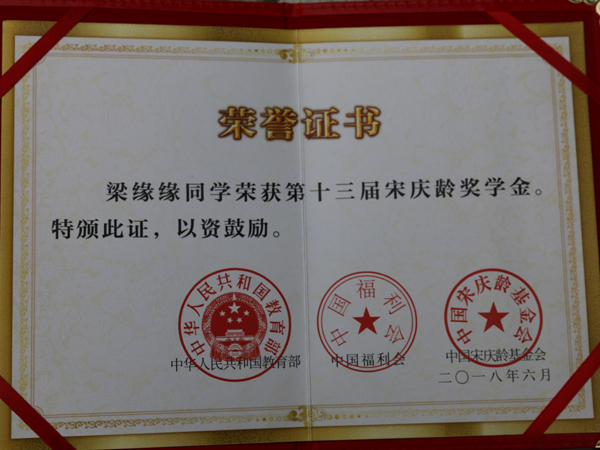 荣誉证书
梁缘缘同学荣获第十三届宋庆龄奖学金。
特颁此证，以资鼓励。
中华人民共和国教育部
中国福利会
中国宋庆龄基金会
中华人民共和国教育部
中国福利会
中国宋庆龄基金会
二〇一八年六月